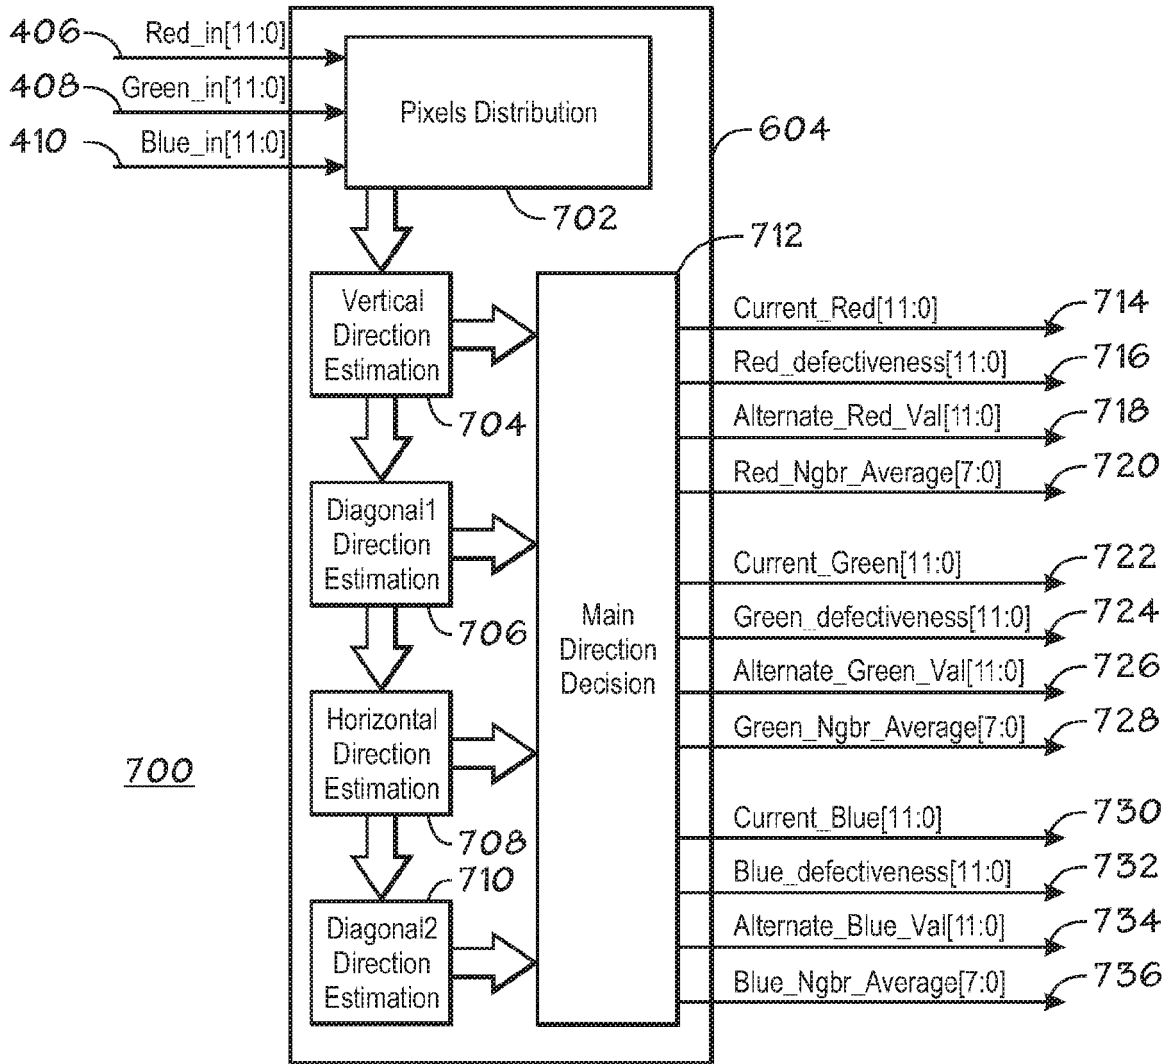 406 Red_in[11:0]
408 Green_in[11:0]
410 Blue_in[11:0]
Pixels Distribution
604
702
712
Vertical
Direction
Estimation
704
Diagonal1
Direction
Estimation
706
Horizontal
Direction
Estimation
708
710
Diagonal2
Direction
Estimation
Main
Direction
Decision
700
Current_Red[11:0] 714
Red_defectiveness[11:0] 716
Alternate_Red_Val[11:0] 718
Red_Ngbr_Average[7:0] 720
Current_Green[11:0] 722
Green_defectiveness[11:0] 724
Alternate_Green_Val[11:0] 726
Green_Ngbr_Average[7:0] 728
Current_Blue[11:0] 730
Blue_defectiveness[11:0] 732
Alternate_Blue_Val[11:0] 734
Blue_Ngbr_Average[7:0] 736